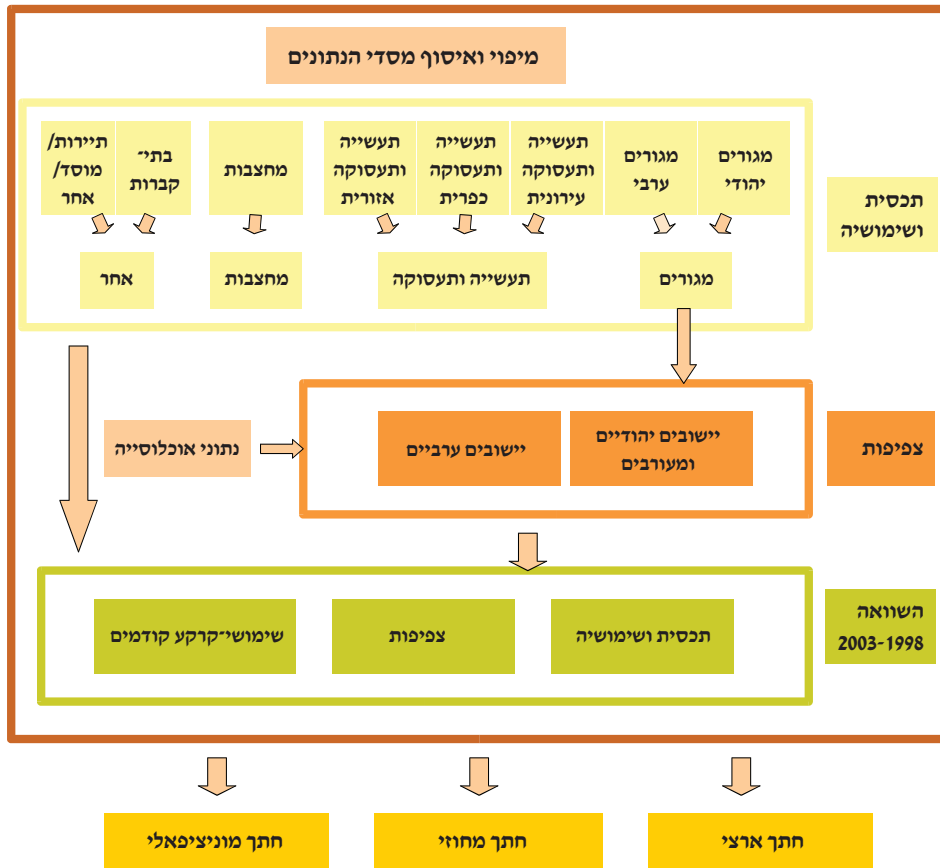 מיפוי ואיסוף מסדי הנתונים
תכסית
ושימושיה
מגורים
יהודי
מגורים
ערבי
תעשייה
ותעסוקה
עירונית
תעשייה
ותעסוקה
כפרית
תעשייה
ותעסוקה
אזורית
מחצבות
בתי־
קברות
תיירות/
מוסד/
אחר
מגורים
תעשייה ותעסוקה
מחצבות
אחר
צפיפות
יישובים יהודיים
ומעורבים
יישובים ערביים
נתוני אוכלוסייה
השוואה
2003-1998
תכסית ושימושיה
צפיפות
שימושי־קרקע קודמים
חתך ארצי
חתך מחוזי
חתך מוניציפאלי